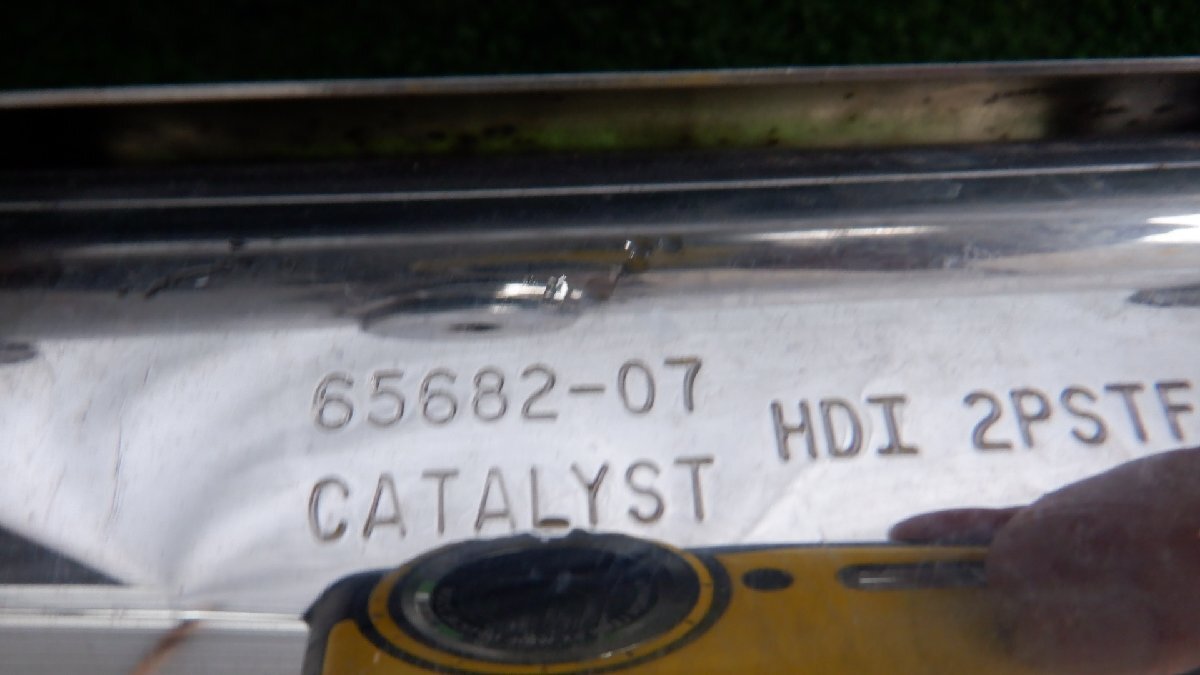 65682-07
CATALYST
HDI 2PSTF